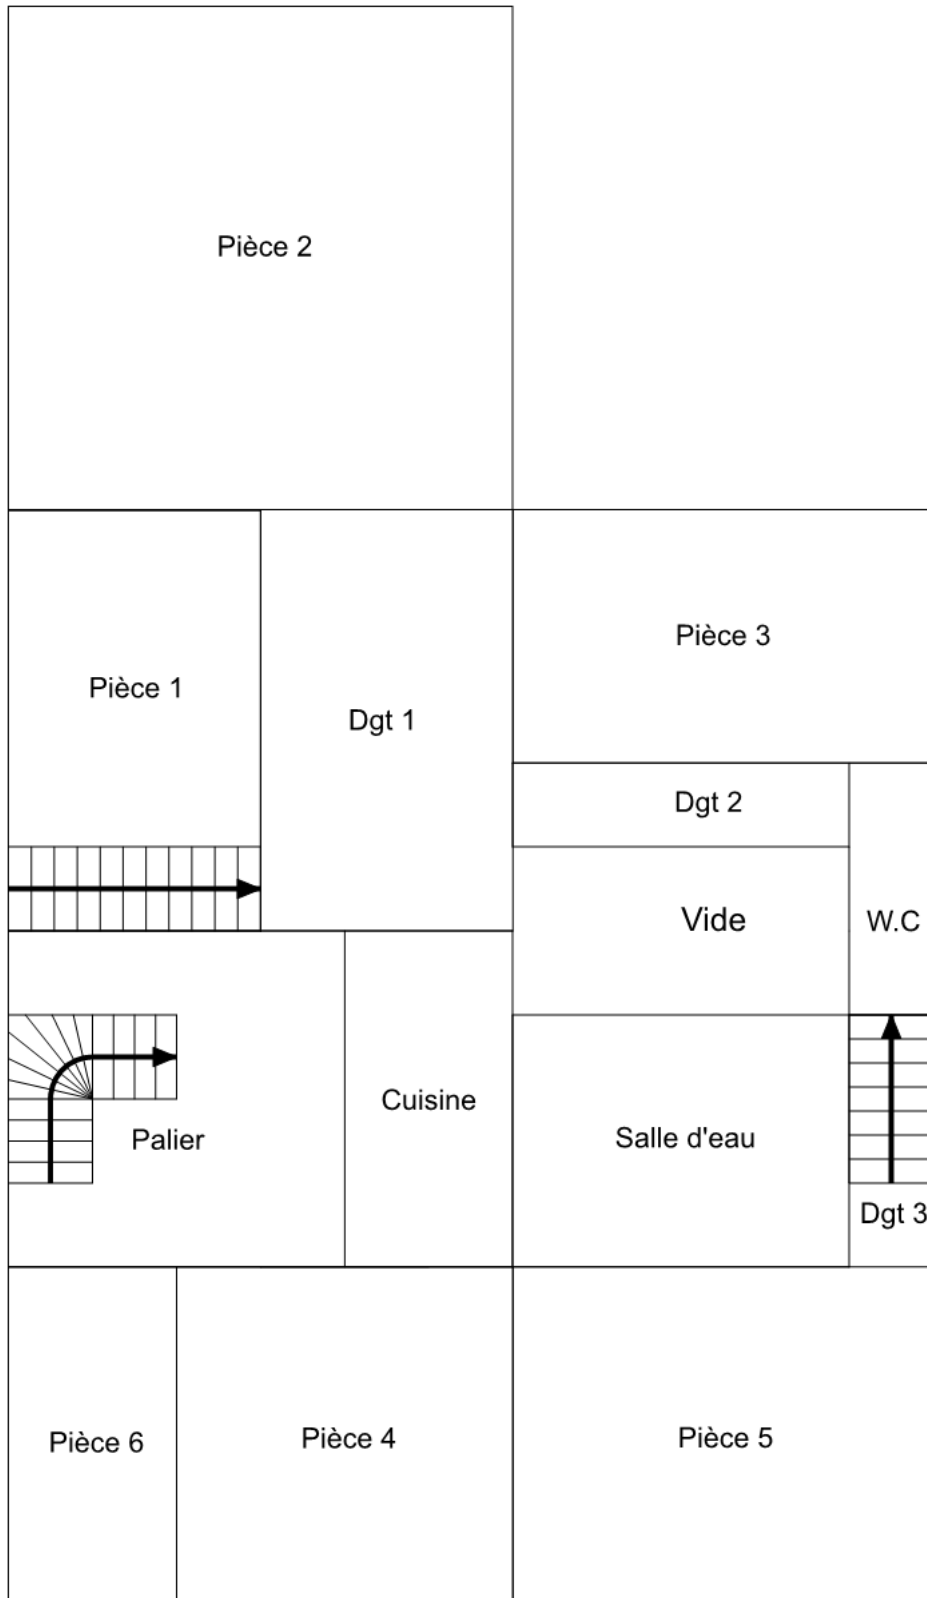 Pièce 2
Pièce 3
Pièce 1
Dgt 1
Dgt 2
Vide
W.C
Cuisine
Palier
Salle d'eau
Dgt 3
Pièce 6
Pièce 4
Pièce 5